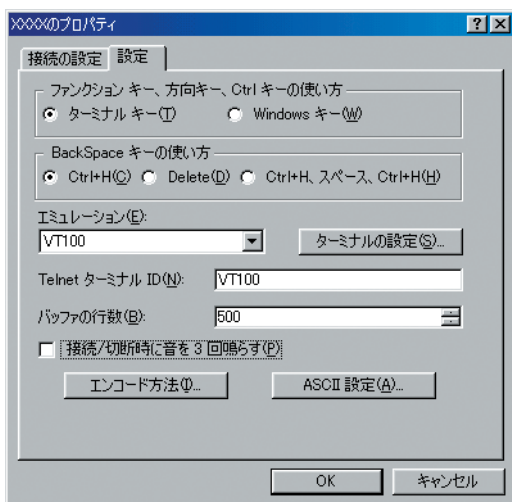 XXXXのプロパティ
接続の設定 設定
ファンクション キー、方向キー、Ctrl キーの使い方
ターミナル キー(T) Windows キー(W)
BackSpace キーの使い方
Ctrl+H(C) Delete(D) Ctrl+H、スペース、Ctrl+H(H)
エミュレーション(E):
VT100 ターミナルの設定(S)...
Telnet ターミナル ID(N): VT100
バッファの行数(B): 500
接続/切断時に音を 3 回鳴らす(P)
エンコード方法(I)... ASCII 設定(A)...
OK キャンセル